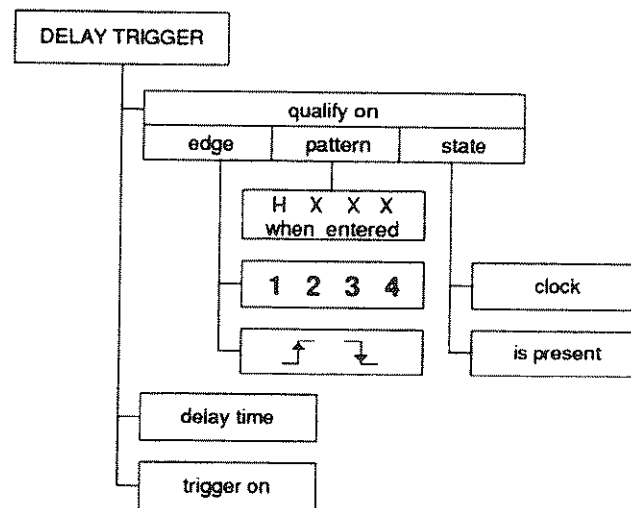 DELAY TRIGGER
qualify on
edge pattern state
H X X X
when entered
1 2 3 4
clock
is present
delay time
trigger on